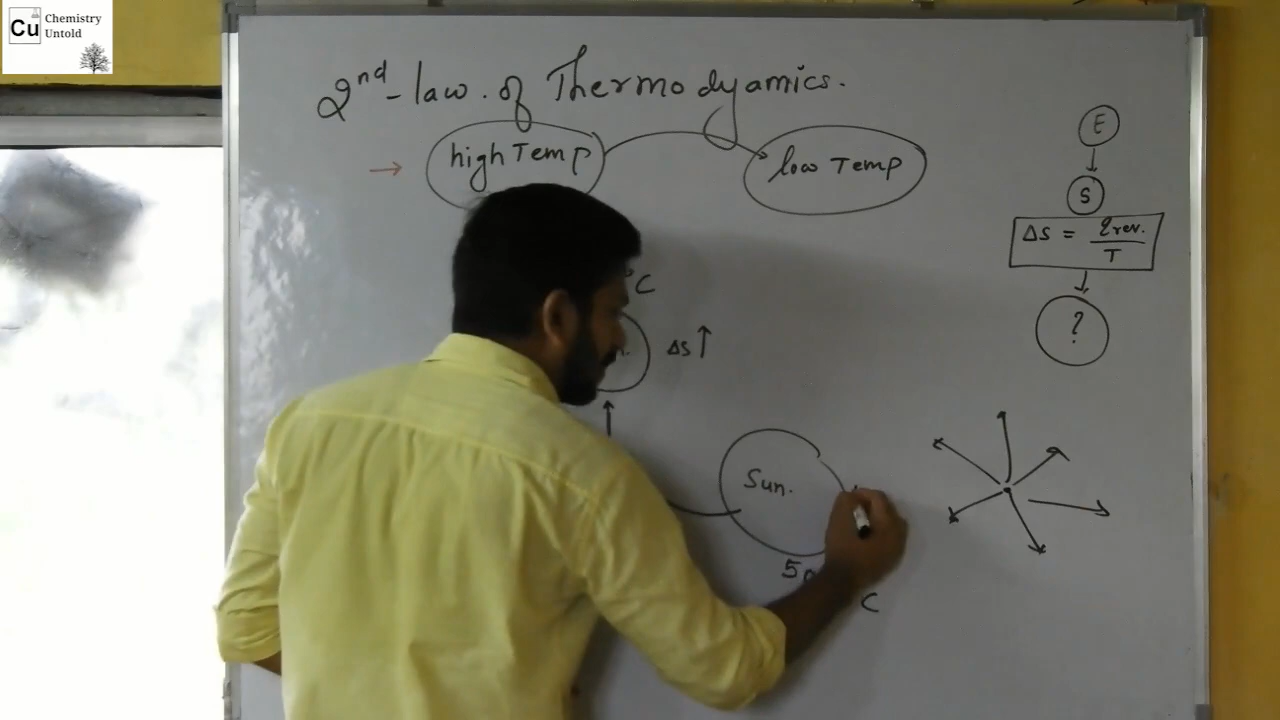 Cu Chemistry
Untold
2nd - law. of Thermodyamics.
high Temp
low Temp
E
S
ΔS = qrev. / T
?
°C
ΔS ↑
Sun.
C